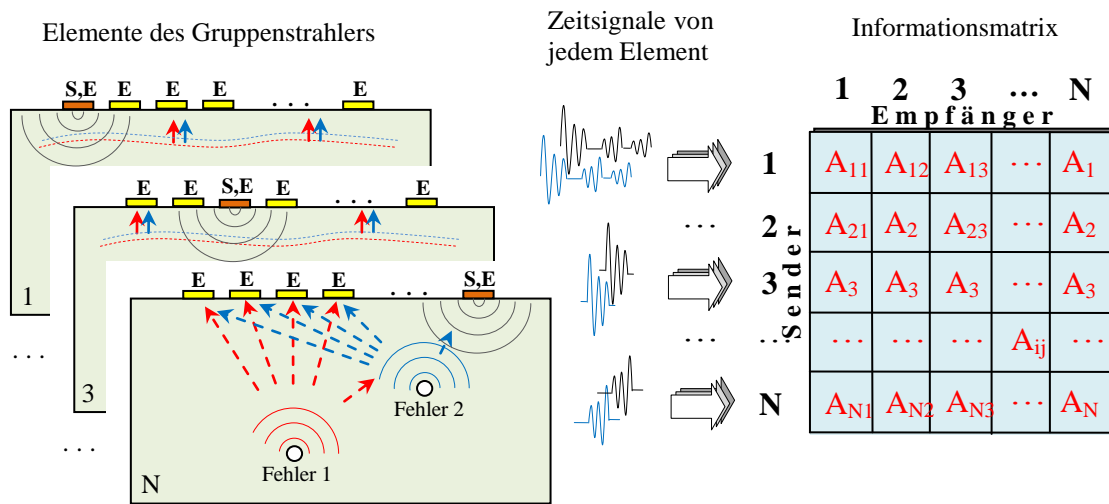 Elemente des Gruppenstrahlers
Zeitsignale von
jedem Element
Informationsmatrix
S,E E E E . . . E
1
. . .
E E S,E E . . . E
3
. . .
E E E E . . . S,E
Fehler 2
Fehler 1
N
1 2 3 … N
Empfänger
Sender
1 A11 A12 A13 … A1
. . .
2 A21 A2 A23 … A2
3 A3 A3 A3 … A3
. . .
… … … … Aij …
N AN1 AN2 AN3 … AN